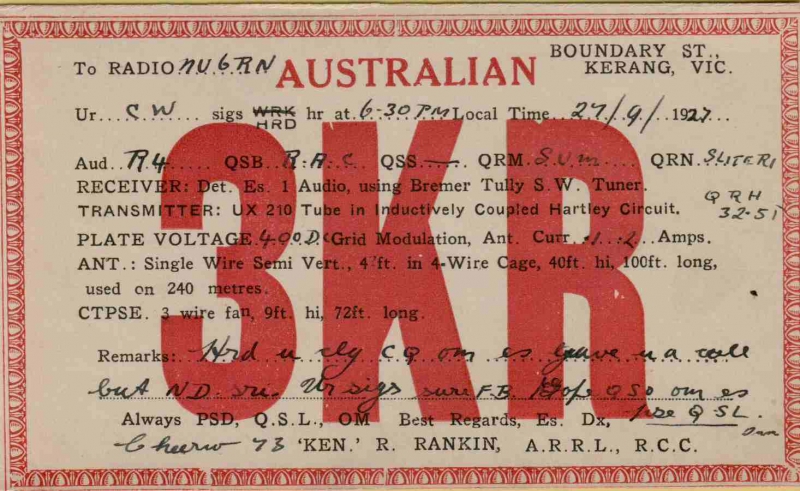 To RADIO NU6RN AUSTRALIAN BOUNDARY ST., KERANG, VIC.
Ur... CW ... sigs WRK HRD hr at 6-30 PM Local Time 27/9/1927
Aud R4 QSB R.A.C QSS — QRM S.U.M QRN
RECEIVER: Det. Es. 1 Audio, using Bremer Tully S.W. Tuner.
QRH 32.51
TRANSMITTER: UX 210 Tube in Inductively Coupled Hartley Circuit.
PLATE VOLTAGE 400 D.C Grid Modulation, Ant. Curr. .1 .2 Amps.
ANT.: Single Wire Semi Vert., ft. in 4-Wire Cage, 40ft. hi, 100ft. long,
used on 240 metres.
CTPSE. 3 wire fan, 9ft. hi, 72ft. long.
3KR
Remarks: Hrd u clg CQ om es gave u a call
but ND. sri. Ur sigs sure F.B. Hope QSO om es
pse QSL.
Always PSD, Q.S.L., OM Best Regards, Es. Dx,
Cheerio 73 'KEN.' R. RANKIN, A.R.R.L., R.C.C.